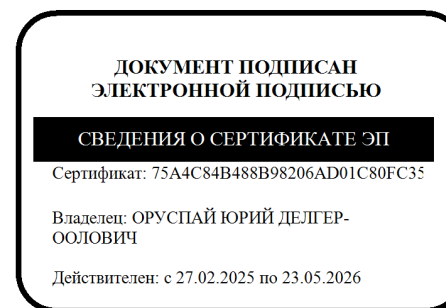 ДОКУМЕНТ ПОДПИСАН
ЭЛЕКТРОННОЙ ПОДПИСЬЮ
СВЕДЕНИЯ О СЕРТИФИКАТЕ ЭП
Сертификат: 75A4C84B488B98206AD01C80FC35
Владелец: ОРУСПАЙ ЮРИЙ ДЕЛГЕР-
ООЛОВИЧ
Действителен: с 27.02.2025 по 23.05.2026